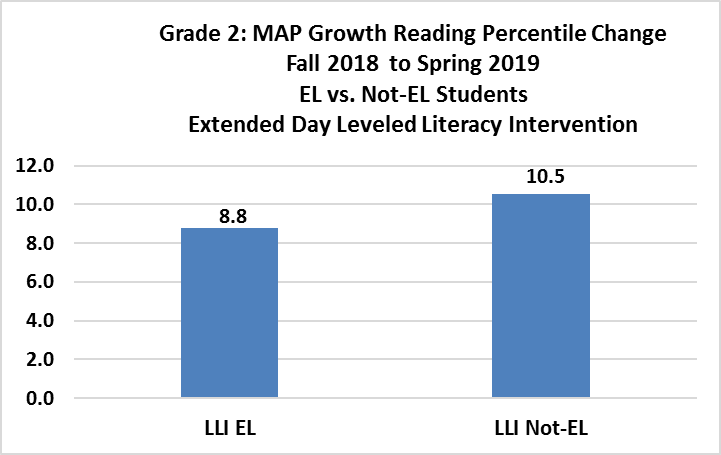 Grade 2: MAP Growth Reading Percentile Change
Fall 2018 to Spring 2019
EL vs. Not-EL Students
Extended Day Leveled Literacy Intervention
12.0
10.0
8.0
6.0
4.0
2.0
0.0
8.8
10.5
LLI EL
LLI Not-EL